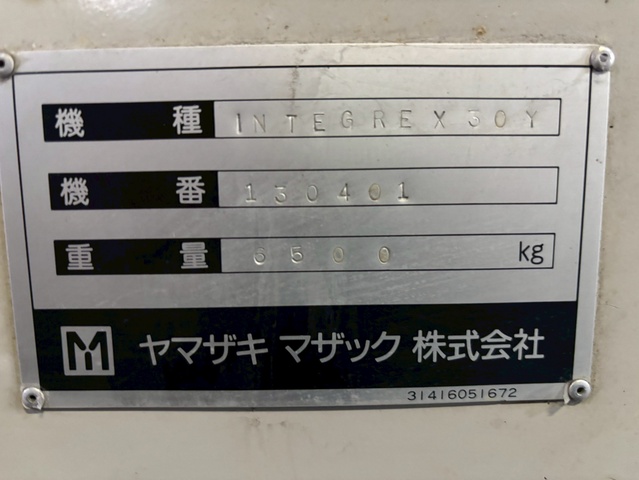 機種 INTEGREX 30Y
機番 130401
重量 6500 kg
M ヤマザキ マザック 株式会社
31416051672